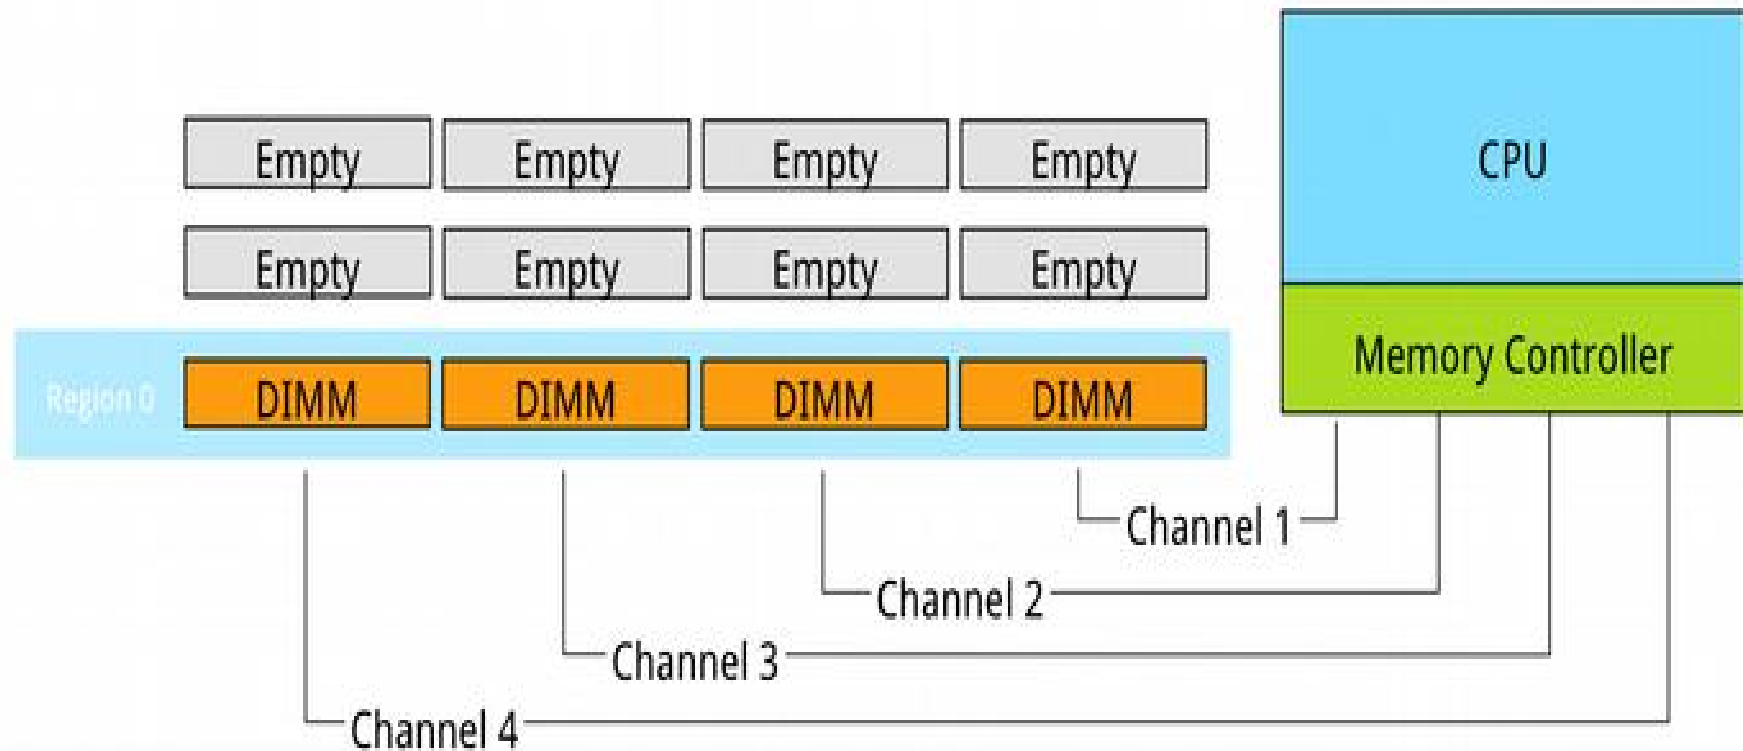 CPU
Empty Empty Empty Empty
Empty Empty Empty Empty
Memory Controller
Region 0 DIMM DIMM DIMM DIMM
Channel 1
Channel 2
Channel 3
Channel 4